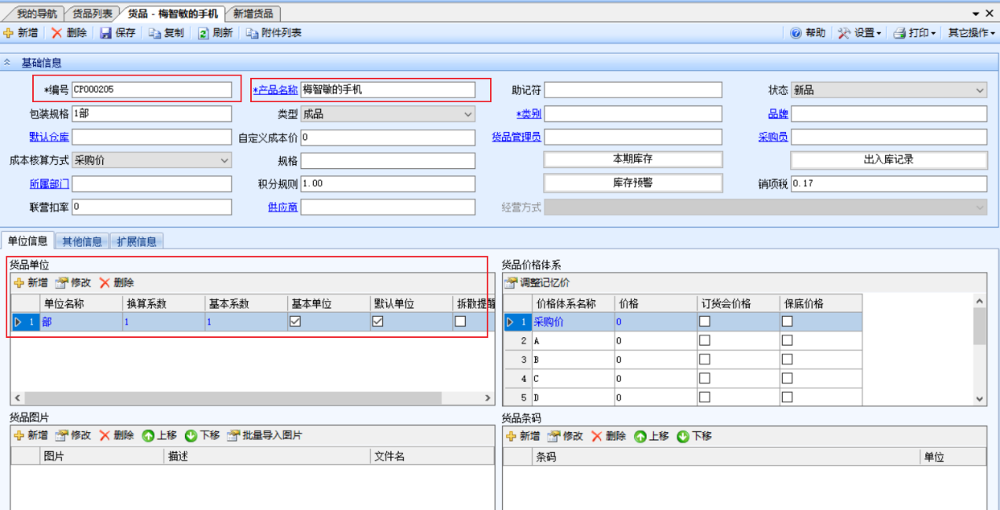 我的导航 货品列表 货品 - 梅智敏的手机 新增货品
新增 删除 保存 复制 刷新 附件列表 帮助 设置 打印 其它操作
基础信息
*编号 CP000205 *产品名称 梅智敏的手机 助记符 状态 新品
包装规格 1部 类型 成品 *类别 品牌
默认仓库 自定义成本价 0 货品管理员 采购员
成本核算方式 采购价 规格 本期库存 出入库记录
所属部门 积分规则 1.00 库存预警 销项税 0.17
联营扣率 0 供应商 经营方式
单位信息 其他信息 扩展信息
货品单位 货品价格体系
新增 修改 删除 调整记忆价
单位名称 换算系数 基本系数 基本单位 默认单位 拆散提醒 价格体系名称 价格 订货会价格 保底价格
1 部 1 1 1 采购价 0
2 A 0
3 B 0
4 C 0
5 D 0
货品图片 货品条码
新增 修改 删除 上移 下移 批量导入图片 新增 修改 删除 上移 下移
图片 描述 文件名 条码 单位